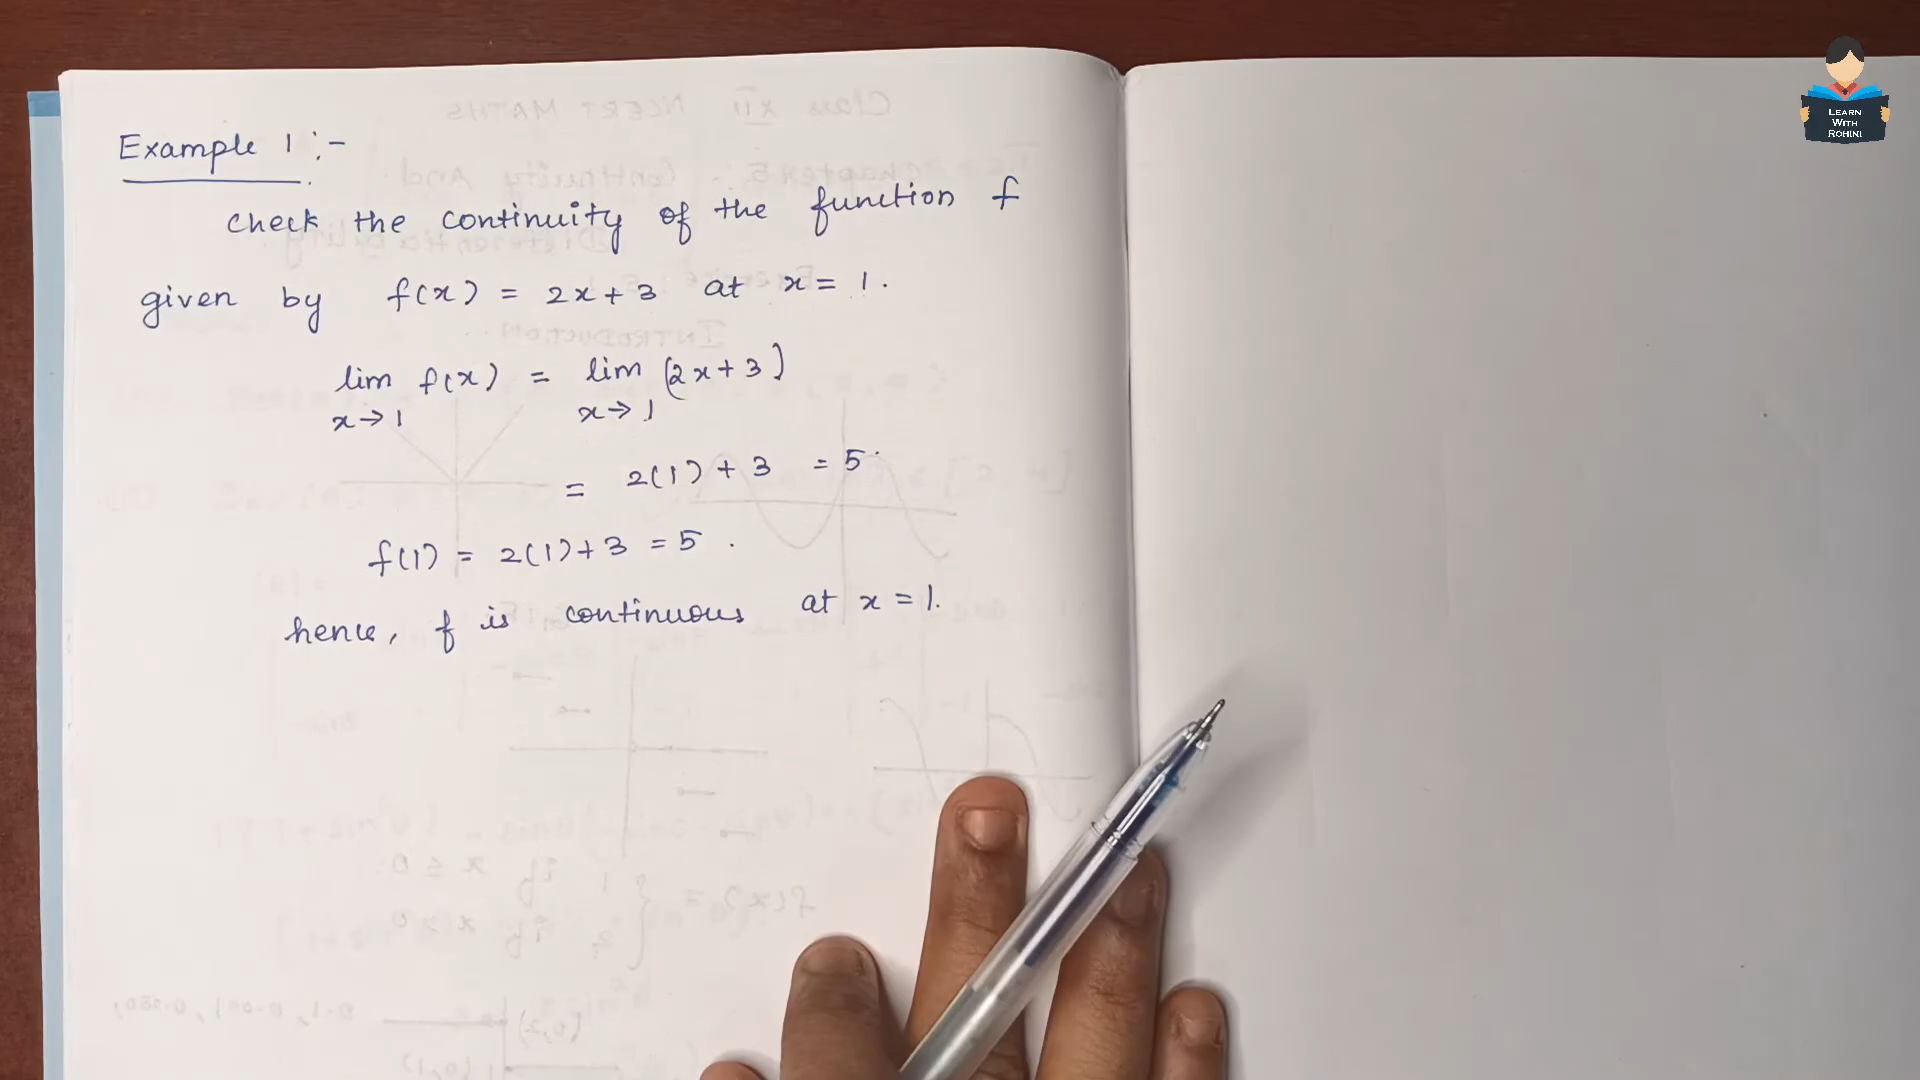 Example 1 :-
Check the continuity of the function f
given by f(x) = 2x+3 at x = 1.
lim f(x) = lim (2x+3)
x→1 x→1
= 2(1) + 3 = 5.
f(1) = 2(1)+3 = 5 .
hence, f is continuous at x = 1.
LEARN
WITH
ROHINI